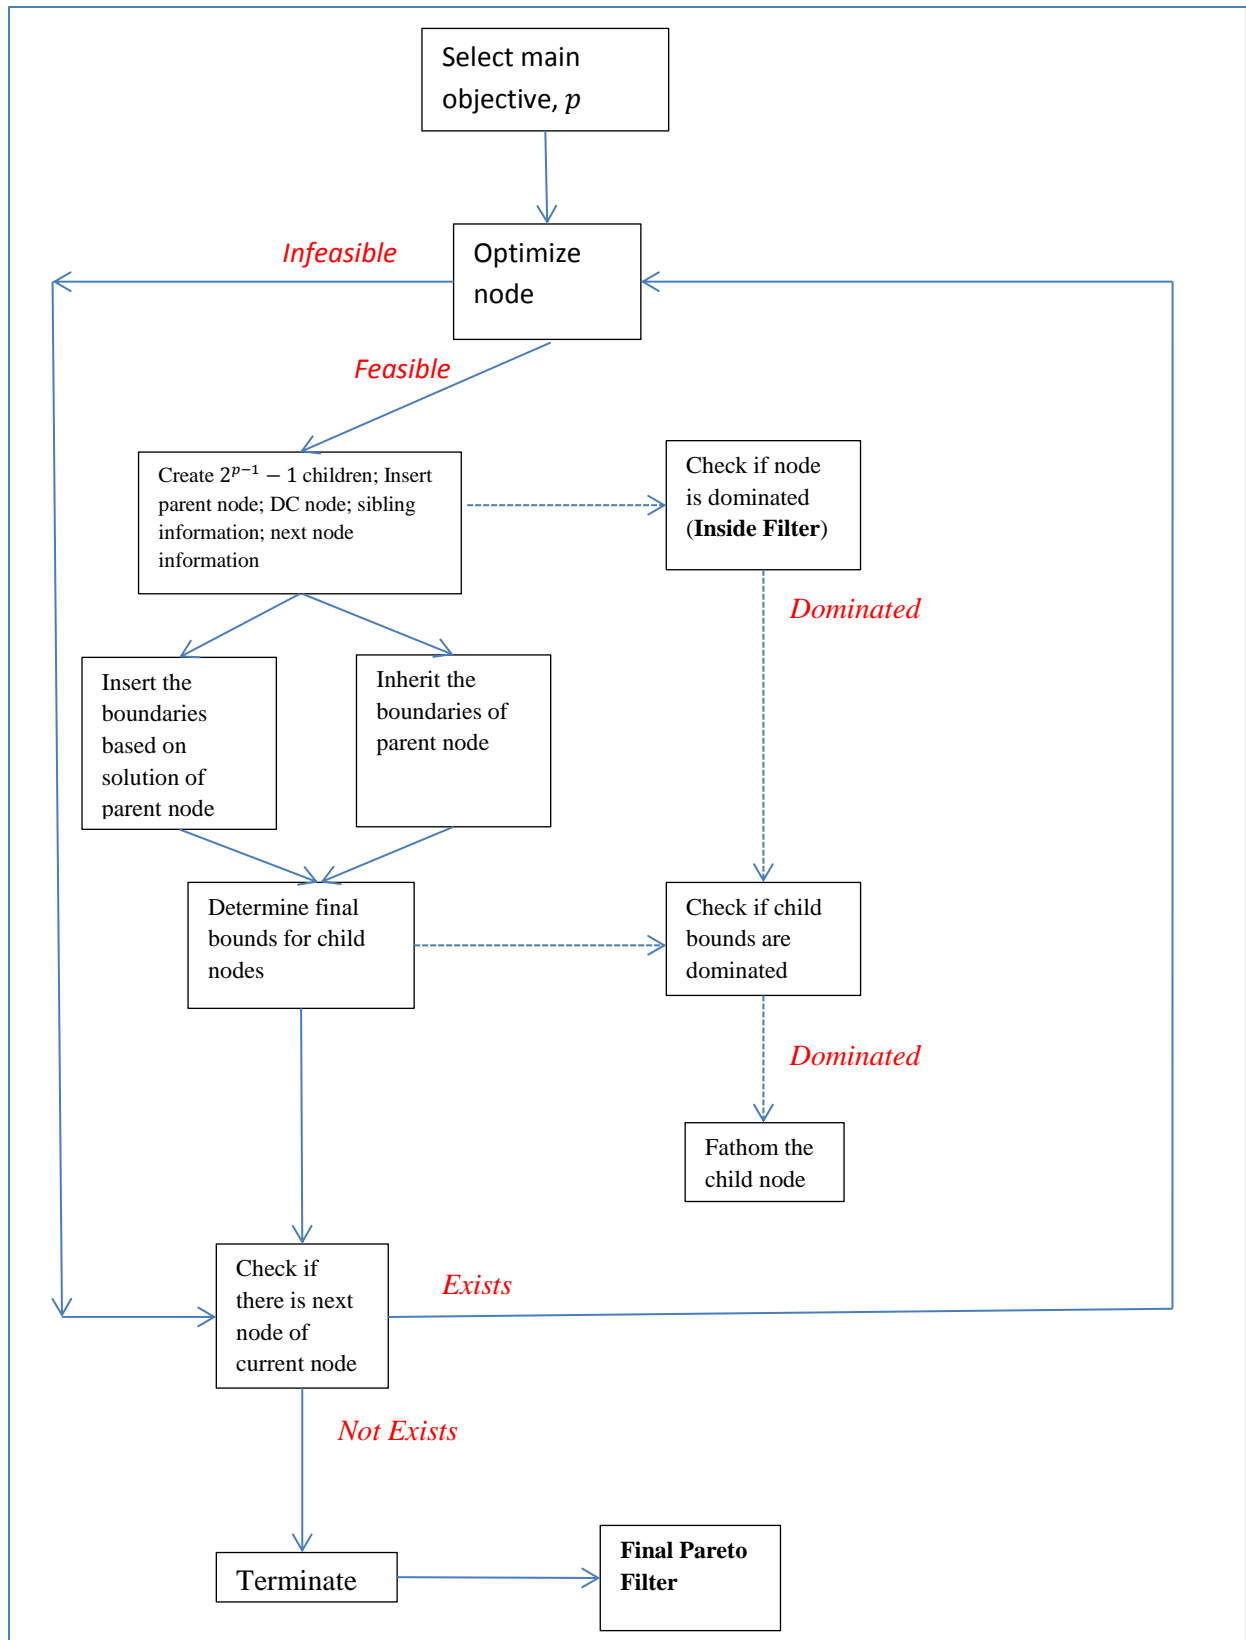 Select main
objective, p
Infeasible
Optimize
node
Feasible
Create 2^{p−1} − 1 children; Insert
parent node; DC node; sibling
information; next node
information
Check if node
is dominated
(Inside Filter)
Dominated
Insert the
boundaries
based on
solution of
parent node
Inherit the
boundaries of
parent node
Determine final
bounds for child
nodes
Check if child
bounds are
dominated
Dominated
Fathom the
child node
Check if
there is next
node of
current node
Exists
Not Exists
Terminate
Final Pareto
Filter